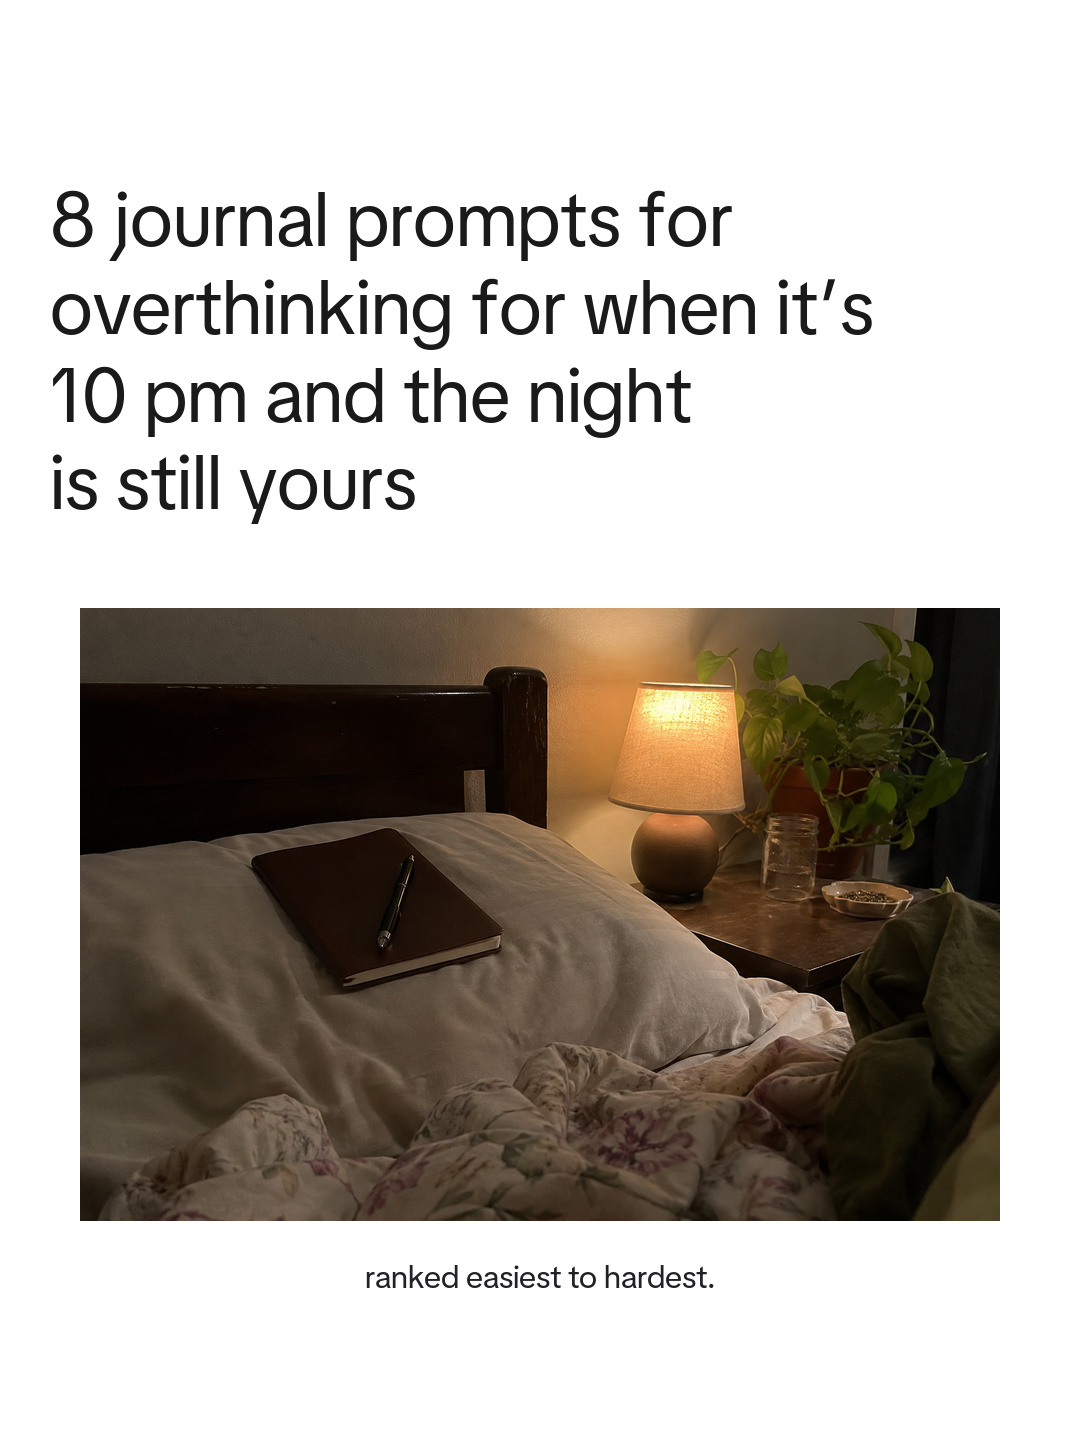 8 journal prompts for
overthinking for when it’s
10 pm and the night
is still yours
ranked easiest to hardest.